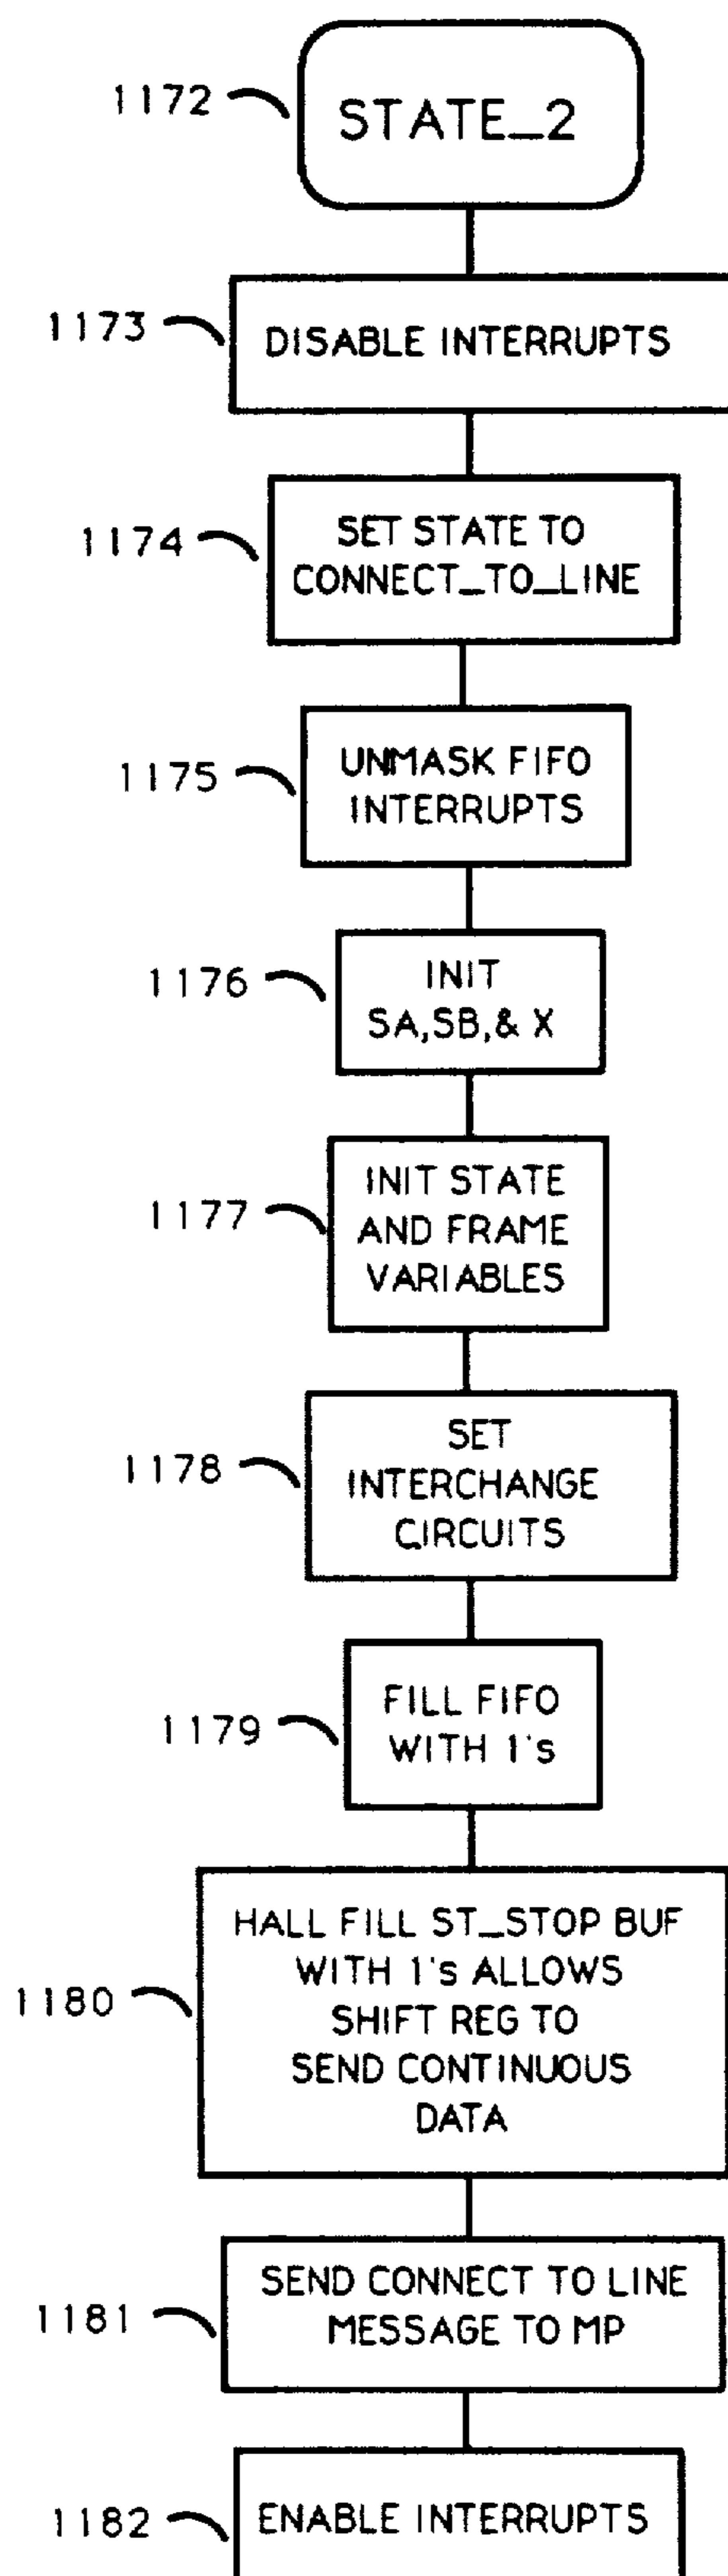 1172
STATE_2
1173
DISABLE INTERRUPTS
1174
SET STATE TO
CONNECT_TO_LINE
1175
UNMASK FIFO
INTERRUPTS
1176
INIT
SA,SB,& X
1177
INIT STATE
AND FRAME
VARIABLES
1178
SET
INTERCHANGE
CIRCUITS
1179
FILL FIFO
WITH 1's
1180
HALL FILL ST_STOP BUF
WITH 1's ALLOWS
SHIFT REG TO
SEND CONTINUOUS
DATA
1181
SEND CONNECT TO LINE
MESSAGE TO MP
1182
ENABLE INTERRUPTS